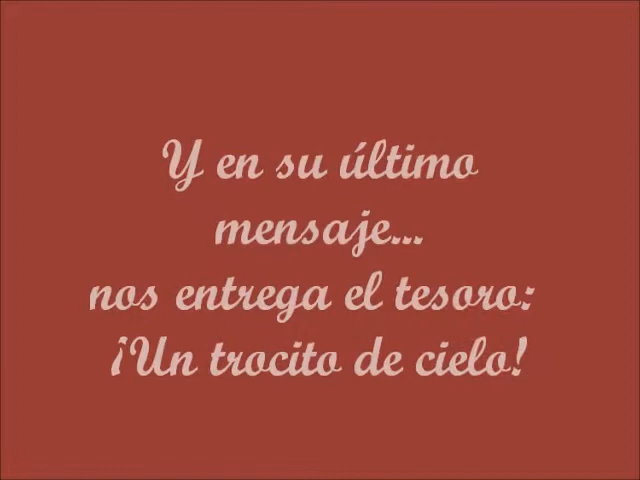 Y en su último
mensaje...
nos entrega el tesoro:
¡Un trocito de cielo!